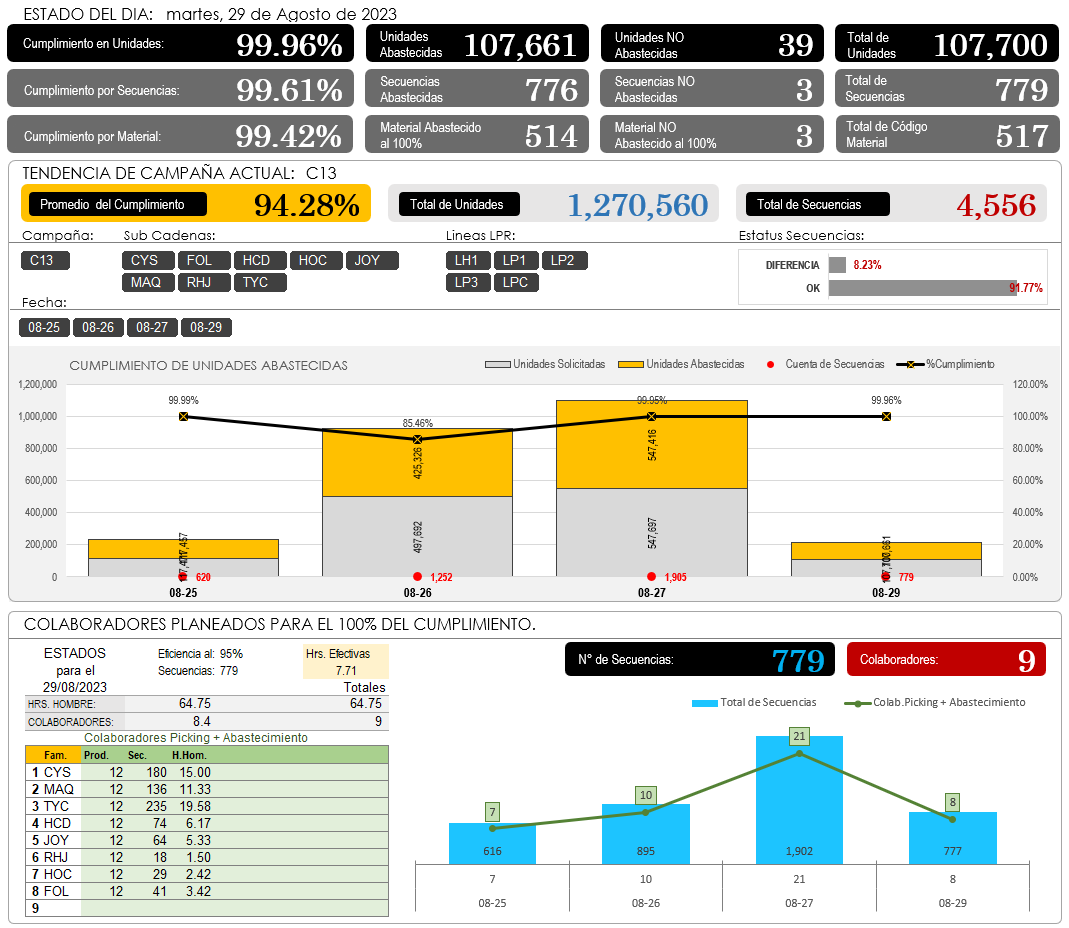 ESTADO DEL DIA: martes, 29 de Agosto de 2023
Cumplimiento en Unidades: 99.96%
Unidades Abastecidas 107,661
Unidades NO Abastecidas 39
Total de Unidades 107,700
Cumplimiento por Secuencias: 99.61%
Secuencias Abastecidas 776
Secuencias NO Abastecidas 3
Total de Secuencias 779
Cumplimiento por Material: 99.42%
Material Abastecido al 100% 514
Material NO Abastecido al 100% 3
Total de Código Material 517
TENDENCIA DE CAMPAÑA ACTUAL: C13
Promedio del Cumplimiento 94.28%
Total de Unidades 1,270,560
Total de Secuencias 4,556
Campaña: Sub Cadenas: Lineas LPR: Estatus Secuencias:
C13 CYS FOL HCD HOC JOY LH1 LP1 LP2
MAQ RHJ TYC LP3 LPC
DIFERENCIA 8.23%
OK 91.77%
Fecha:
08-25 08-26 08-27 08-29
CUMPLIMIENTO DE UNIDADES ABASTECIDAS
Unidades Solicitadas Unidades Abastecidas Cuenta de Secuencias %Cumplimiento
1,200,000 120.00%
1,000,000 100.00%
800,000 80.00%
600,000 60.00%
400,000 40.00%
200,000 20.00%
0 0.00%
99.99% 85.46% 99.95% 99.96%
425,326 547,416
497,692 547,697
620 1,252 1,905 779
08-25 08-26 08-27 08-29
COLABORADORES PLANEADOS PARA EL 100% DEL CUMPLIMIENTO.
ESTADOS Eficiencia al: 95% Hrs. Efectivas
para el Secuencias: 779 7.71
29/08/2023 Totales
HRS. HOMBRE: 64.75 64.75
COLABORADORES: 8.4 9
Colaboradores Picking + Abastecimiento
Fam. Prod. Sec. H.Hom.
1 CYS 12 180 15.00
2 MAQ 12 136 11.33
3 TYC 12 235 19.58
4 HCD 12 74 6.17
5 JOY 12 64 5.33
6 RHJ 12 18 1.50
7 HOC 12 29 2.42
8 FOL 12 41 3.42
9
N° de Secuencias: 779
Colaboradores: 9
Total de Secuencias Colab.Picking + Abastecimiento
7 10 21 8
616 895 1,902 777
7 10 21 8
08-25 08-26 08-27 08-29